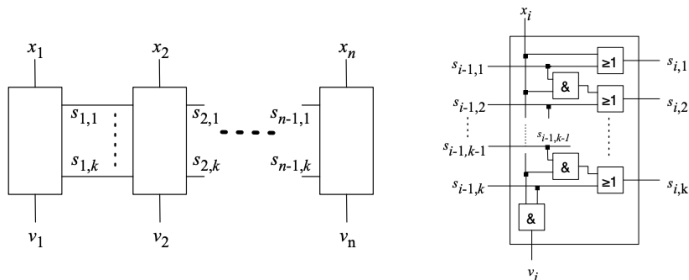 x1 x2 xn
s1,1 s2,1 sn-1,1
s1,k s2,k sn-1,k
v1 v2 vn
xi
si-1,1 ≥1 si,1
&
si-1,2 ≥1 si,2
si-1,k-1 si-1,k-1
&
si-1,k ≥1 si,k
&
vi